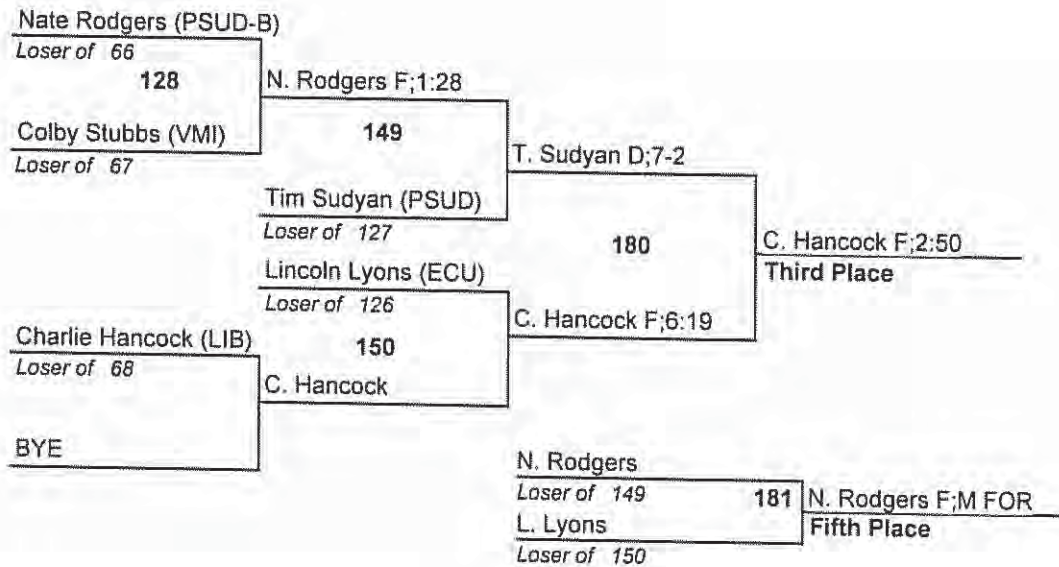 Nate Rodgers (PSUD-B)
Loser of 66
128
N. Rodgers F;1:28
Colby Stubbs (VMI)
Loser of 67
149
T. Sudyan D;7-2
Tim Sudyan (PSUD)
Loser of 127
180
C. Hancock F;2:50
Third Place
Lincoln Lyons (ECU)
Loser of 126
C. Hancock F;6:19
Charlie Hancock (LIB)
Loser of 68
150
C. Hancock
BYE
N. Rodgers
Loser of 149
181
N. Rodgers F;M FOR
Fifth Place
L. Lyons
Loser of 150